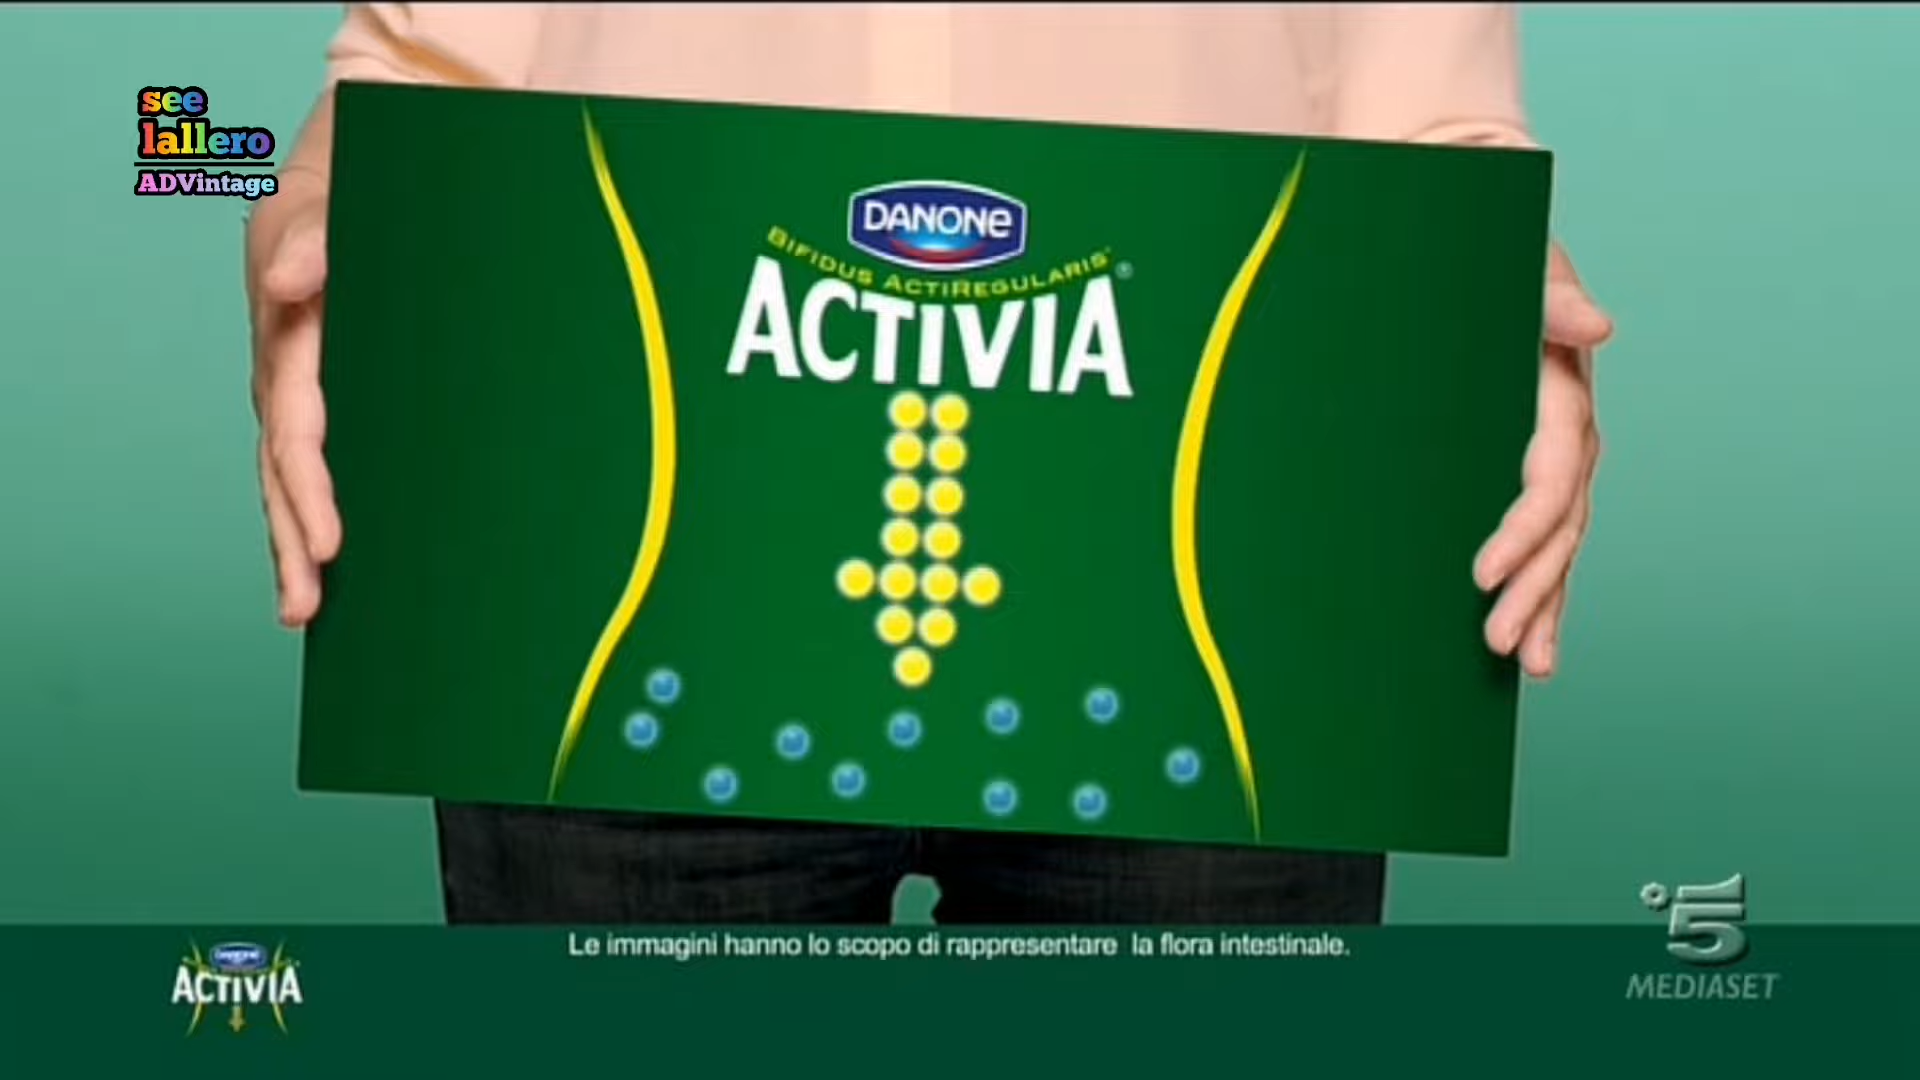 see
lallero
ADVintage
DANONE
BIFIDUS ACTIREGULARIS
ACTIVIA®
Le immagini hanno lo scopo di rappresentare la flora intestinale.
DANONE
ACTIVIA
5
MEDIASET